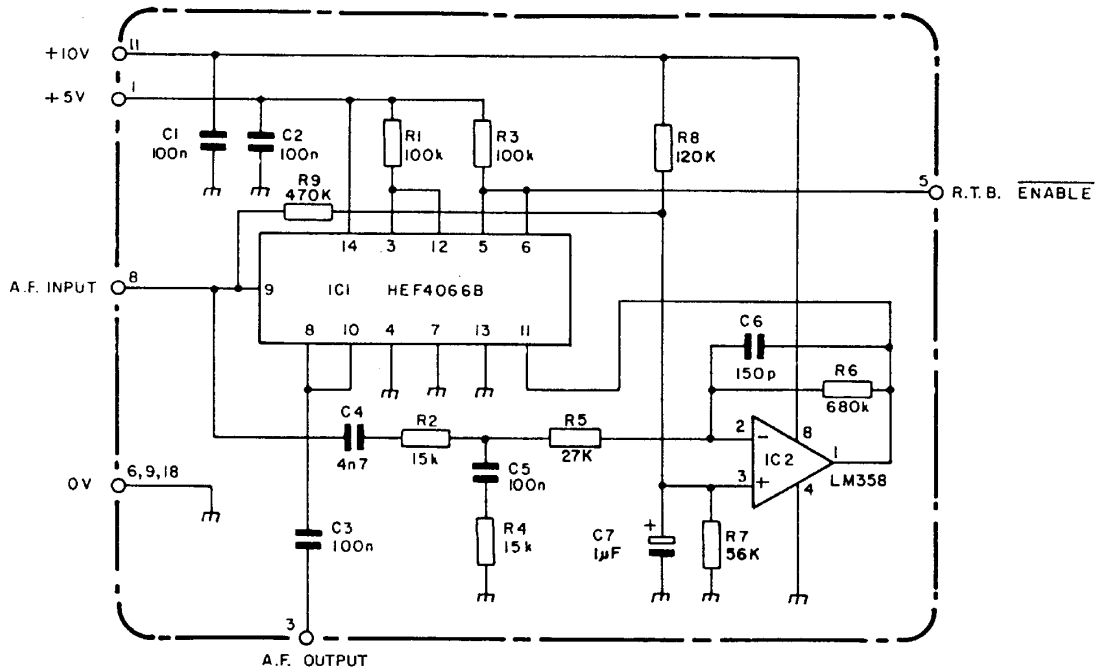 +10V
11
+5V
1
C1
100n
C2
100n
R1
100k
R3
100k
R8
120K
R9
470K
5
R.T.B. ENABLE
14
3
12
5
6
A.F. INPUT
8
9
IC1 HEF4066B
8
10
4
7
13
11
C6
150p
R6
680k
C4
4n7
R2
15k
R5
27K
2
-
8
IC2
1
3
+
4
LM358
0V
6,9,18
C5
100n
R4
15k
C3
100n
C7
1µF
+
R7
56K
3
A.F. OUTPUT